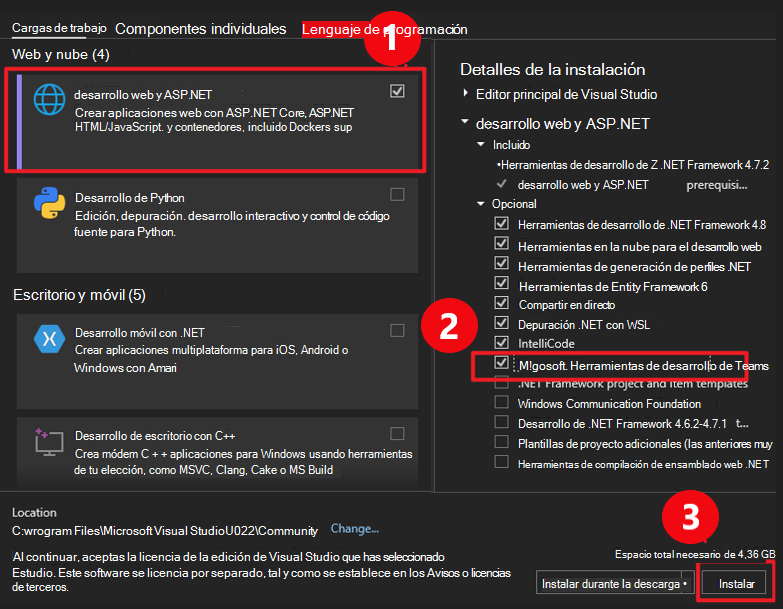 Cargas de trabajo Componentes individuales Lenguaje de programación
1
Web y nube (4)
desarrollo web y ASP.NET
Crear aplicaciones web con ASP.NET Core, ASP.NET
HTML/JavaScript. y contenedores, incluido Dockers sup
Desarrollo de Python
Edición, depuración. desarrollo interactivo y control de código
fuente para Python.
Escritorio y móvil (5)
Desarrollo móvil con .NET
Crear aplicaciones multiplataforma para iOS, Android o
Windows con Amari
Desarrollo de escritorio con C++
Crea módem C + + aplicaciones para Windows usando herramientas
de tu elección, como MSVC, Clang, Cake o MS Build
Detalles de la instalación
Editor principal de Visual Studio
desarrollo web y ASP.NET
Incluido
•Herramientas de desarrollo de Z .NET Framework 4.7.2
desarrollo web y ASP.NET prerequisi...
Opcional
Herramientas de desarrollo de .NET Framework 4.8
Herramientas en la nube para el desarrollo web
Herramientas de generación de perfiles .NET
Herramientas de Entity Framework 6
Compartir en directo
Depuración .NET con WSL
IntelliCode
2
M!gosoft. Herramientas de desarrollo de Teams
.NET Framework project and item templates
Windows Communication Foundation
Desarrollo de .NET Framework 4.6.2-4.7.1 t...
Plantillas de proyecto adicionales (las anteriores muy
Herramientas de compilación de ensamblado web .NET
Location
C:wrogram Files\Microsoft Visual StudioU022\Community Change...
Al continuar, aceptas la licencia de la edición de Visual Studio que has seleccionado
Estudio. Este software se licencia por separado, tal y como se establece en los Avisos o licencias
de terceros.
3
Espacio total necesario de 4,36 GB
Instalar durante la descarga •
Instalar